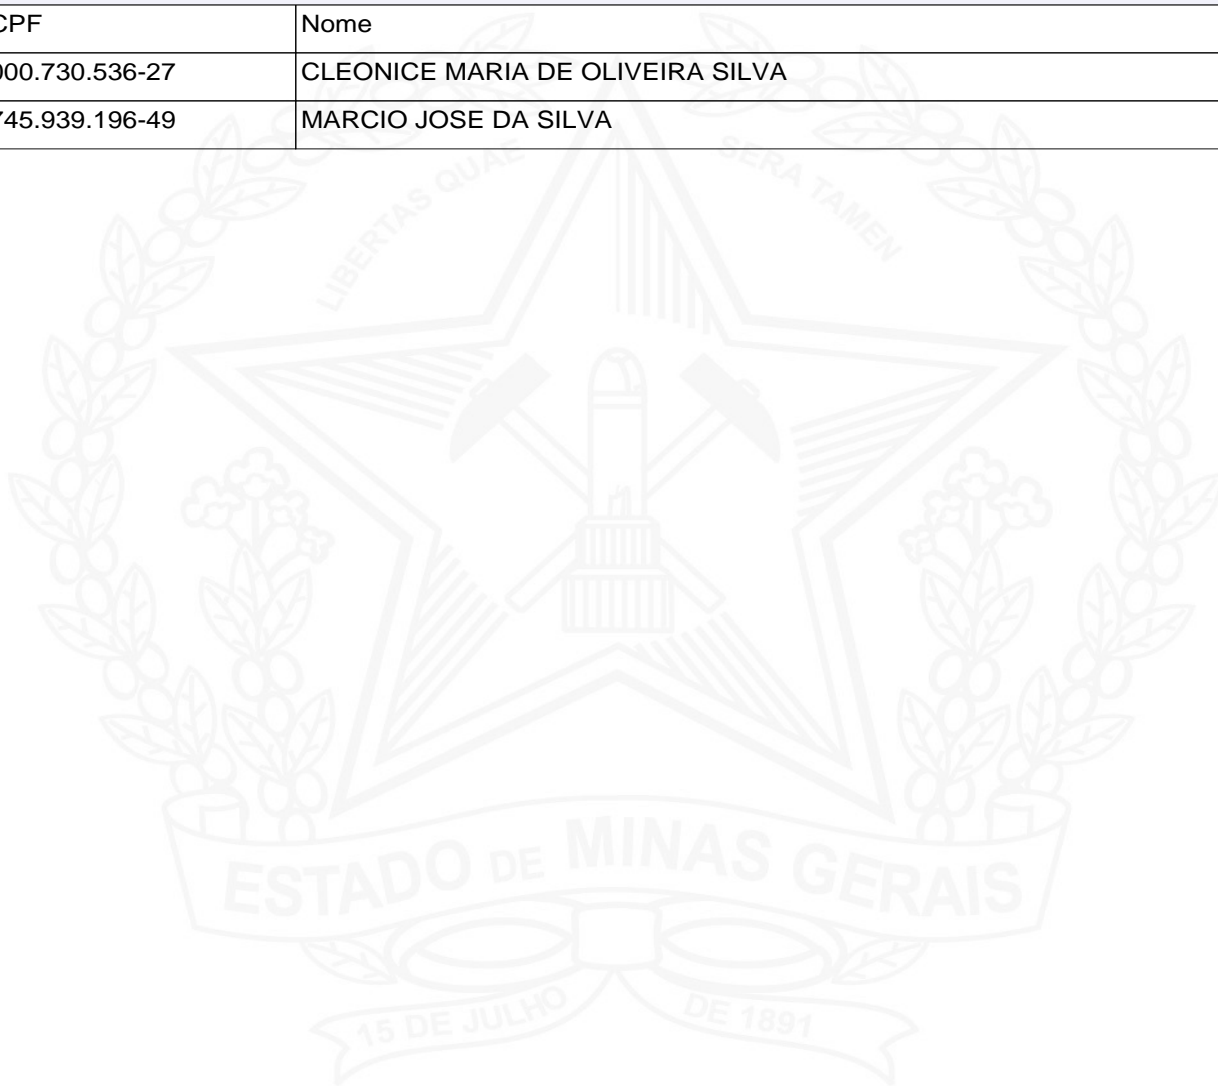 CPF Nome
000.730.536-27 CLEONICE MARIA DE OLIVEIRA SILVA
745.939.196-49 MARCIO JOSE DA SILVA
LIBERTAS QUAE SERA TAMEN
ESTADO DE MINAS GERAIS
15 DE JULHO DE 1891